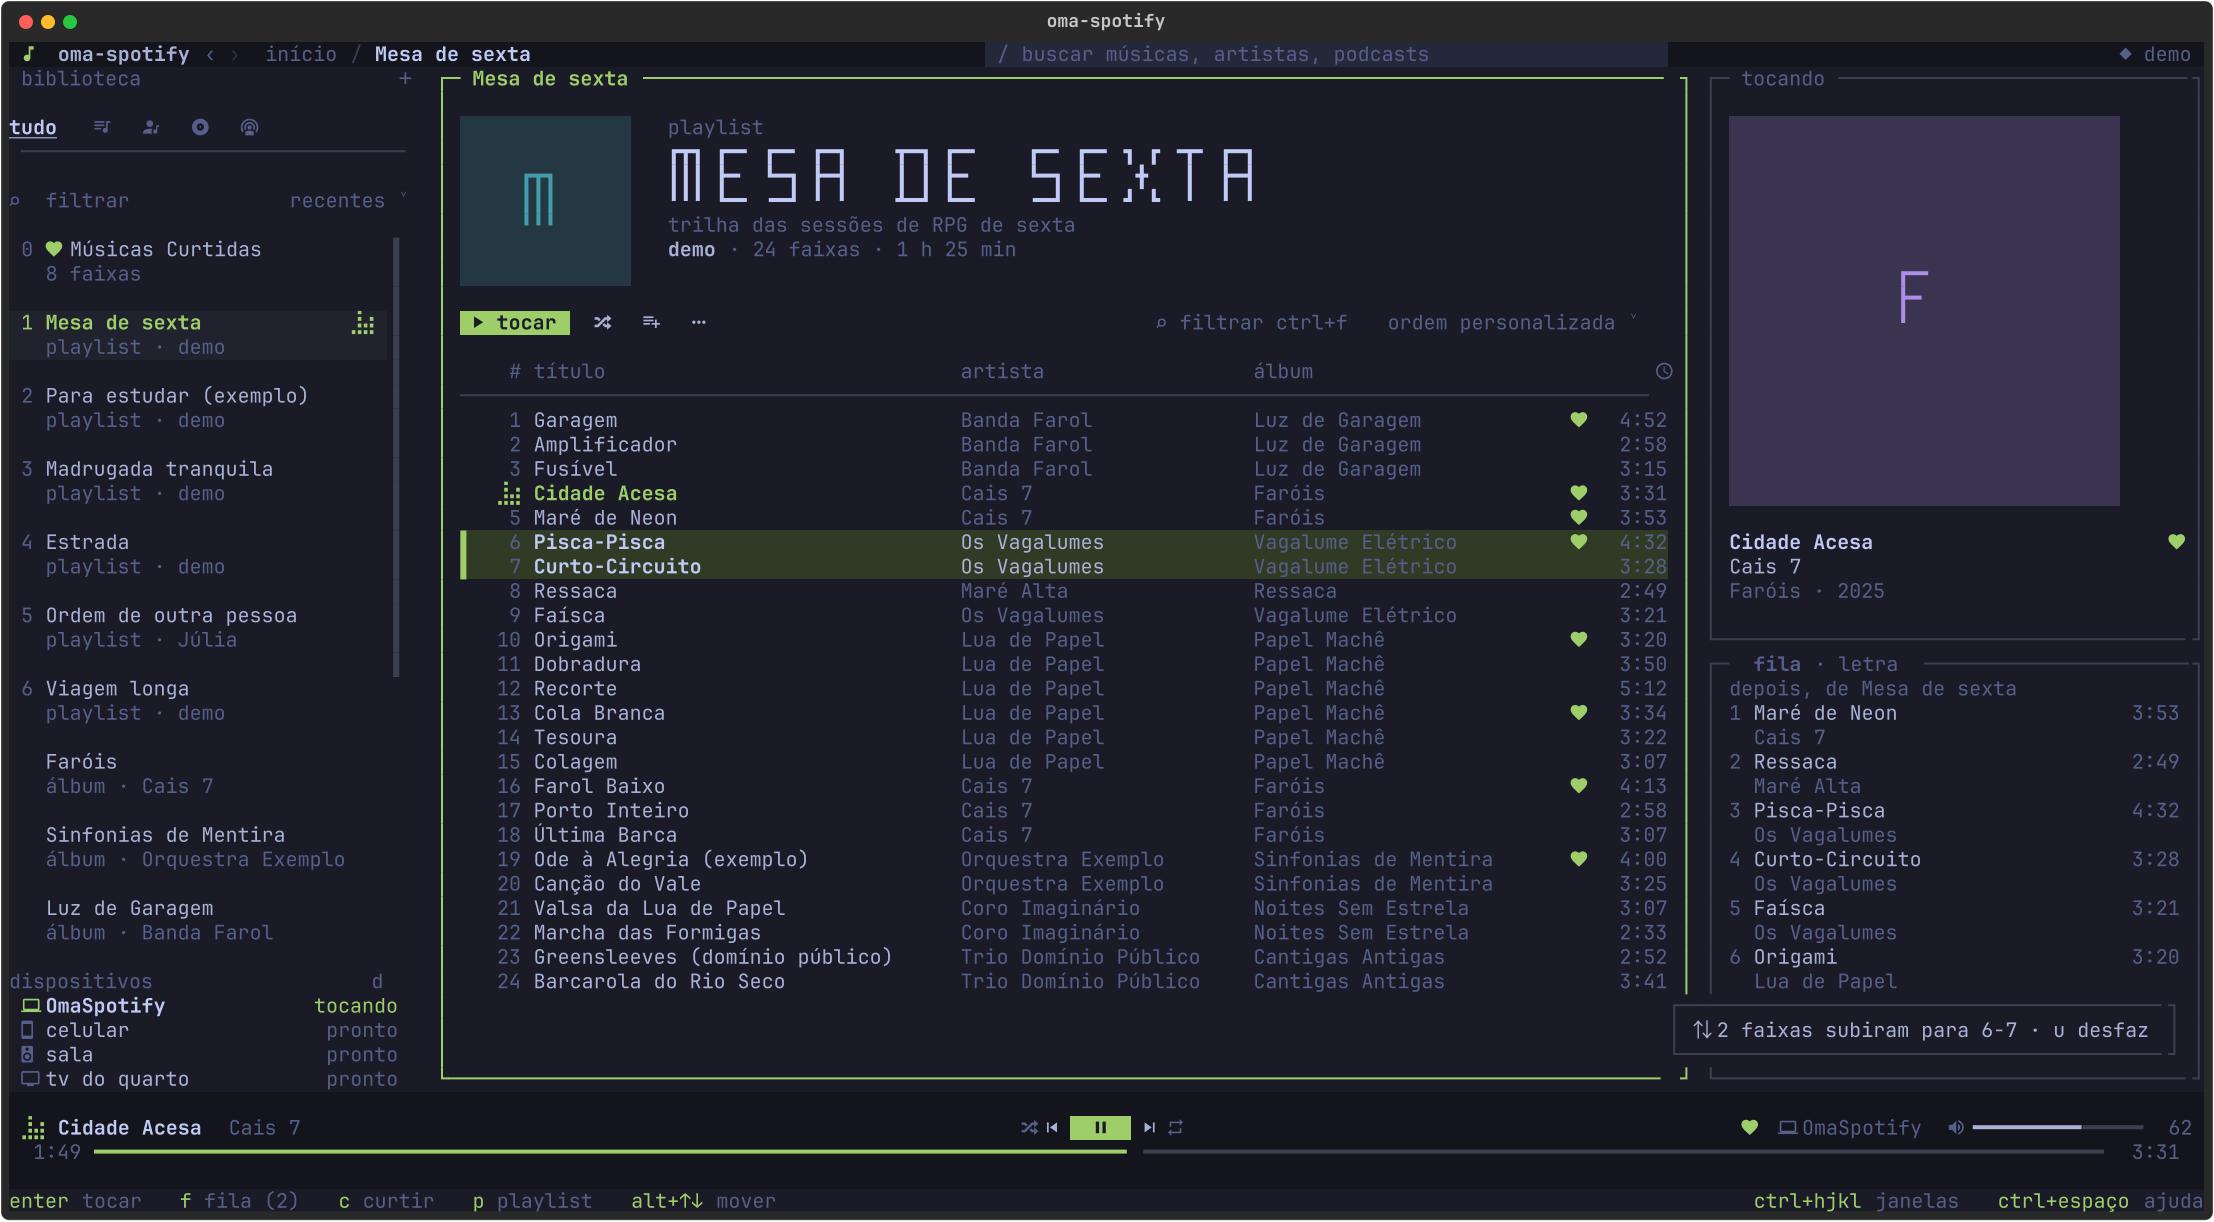 oma-spotify
oma-spotify ‹ › início / Mesa de sexta
/ buscar músicas, artistas, podcasts
◆ demo
biblioteca +
tudo
filtrar recentes ˅
0 Músicas Curtidas
8 faixas
1 Mesa de sexta
playlist · demo
2 Para estudar (exemplo)
playlist · demo
3 Madrugada tranquila
playlist · demo
4 Estrada
playlist · demo
5 Ordem de outra pessoa
playlist · Júlia
6 Viagem longa
playlist · demo
Faróis
álbum · Cais 7
Sinfonias de Mentira
álbum · Orquestra Exemplo
Luz de Garagem
álbum · Banda Farol
dispositivos d
OmaSpotify tocando
celular pronto
sala pronto
tv do quarto pronto
Mesa de sexta
M
playlist
MESA DE SEXTA
trilha das sessões de RPG de sexta
demo · 24 faixas · 1 h 25 min
tocar
filtrar ctrl+f ordem personalizada ˅
# título artista álbum
1 Garagem Banda Farol Luz de Garagem 4:52
2 Amplificador Banda Farol Luz de Garagem 2:58
3 Fusível Banda Farol Luz de Garagem 3:15
Cidade Acesa Cais 7 Faróis 3:31
5 Maré de Neon Cais 7 Faróis 3:53
6 Pisca-Pisca Os Vagalumes Vagalume Elétrico 4:32
7 Curto-Circuito Os Vagalumes Vagalume Elétrico 3:28
8 Ressaca Maré Alta Ressaca 2:49
9 Faísca Os Vagalumes Vagalume Elétrico 3:21
10 Origami Lua de Papel Papel Machê 3:20
11 Dobradura Lua de Papel Papel Machê 3:50
12 Recorte Lua de Papel Papel Machê 5:12
13 Cola Branca Lua de Papel Papel Machê 3:34
14 Tesoura Lua de Papel Papel Machê 3:22
15 Colagem Lua de Papel Papel Machê 3:07
16 Farol Baixo Cais 7 Faróis 4:13
17 Porto Inteiro Cais 7 Faróis 2:58
18 Última Barca Cais 7 Faróis 3:07
19 Ode à Alegria (exemplo) Orquestra Exemplo Sinfonias de Mentira 4:00
20 Canção do Vale Orquestra Exemplo Sinfonias de Mentira 3:25
21 Valsa da Lua de Papel Coro Imaginário Noites Sem Estrela 3:07
22 Marcha das Formigas Coro Imaginário Noites Sem Estrela 2:33
23 Greensleeves (domínio público) Trio Domínio Público Cantigas Antigas 2:52
24 Barcarola do Rio Seco Trio Domínio Público Cantigas Antigas 3:41
tocando
F
Cidade Acesa
Cais 7
Faróis · 2025
fila · letra
depois, de Mesa de sexta
1 Maré de Neon 3:53
Cais 7
2 Ressaca 2:49
Maré Alta
3 Pisca-Pisca 4:32
Os Vagalumes
4 Curto-Circuito 3:28
Os Vagalumes
5 Faísca 3:21
Os Vagalumes
6 Origami 3:20
Lua de Papel
↑↓2 faixas subiram para 6-7 · u desfaz
Cidade Acesa Cais 7
OmaSpotify 62
1:49 3:31
enter tocar f fila (2) c curtir p playlist alt+↑↓ mover
ctrl+hjkl janelas ctrl+espaço ajuda